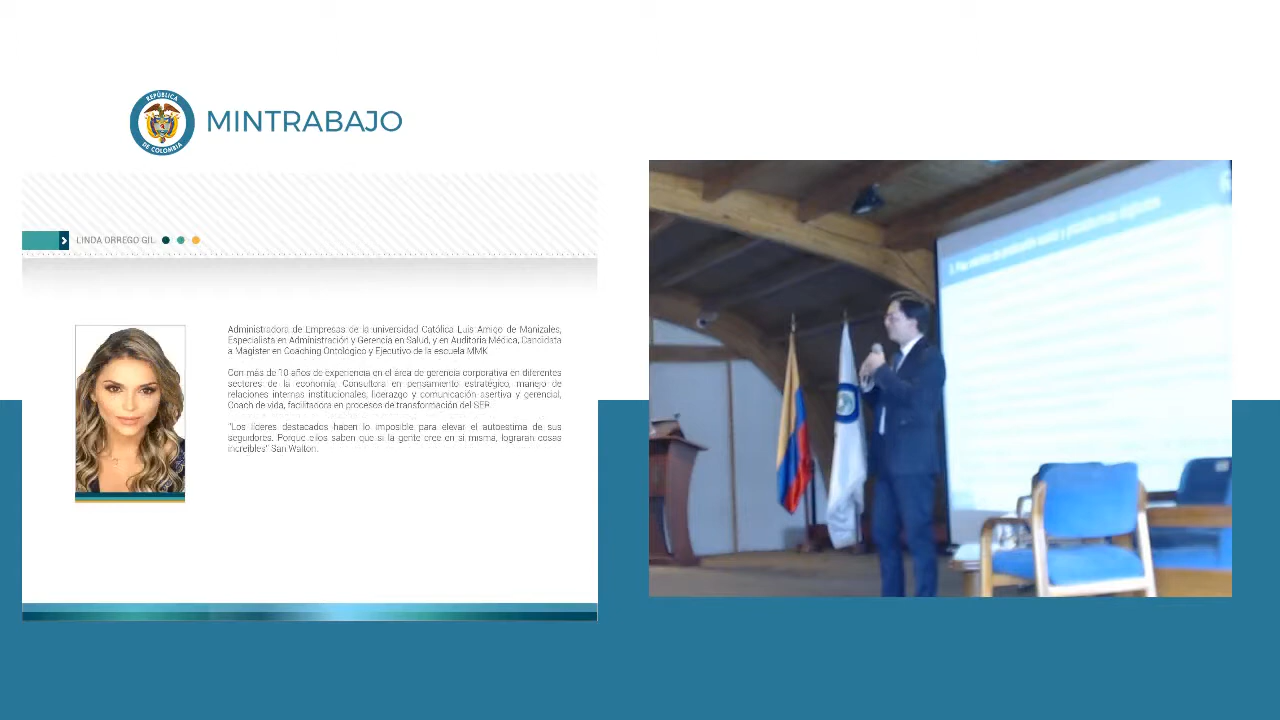 REPÚBLICA
DE COLOMBIA
MINTRABAJO
LINDA ORREGO GIL
Administradora de Empresas de la universidad Católica Luis Amigo de Manizales,
Especialista en Administración y Gerencia en Salud, y en Auditoria Médica, Candidata
a Magister en Coaching Ontologico y Ejecutivo de la escuela MMK
Con más de 10 años de experiencia en el área de gerencia corporativa en diferentes
sectores de la economía, Consultora en pensamiento estratégico, manejo de
relaciones internas institucionales, liderazgo y comunicación asertiva y gerencial,
Coach de vida, facilitadora en procesos de transformación del SER.
"Los lideres destacados hacen lo imposible para elevar el autoestima de sus
seguidores. Porque ellos saben que si la gente cree en si misma, lograran cosas
increíbles" San Walton.